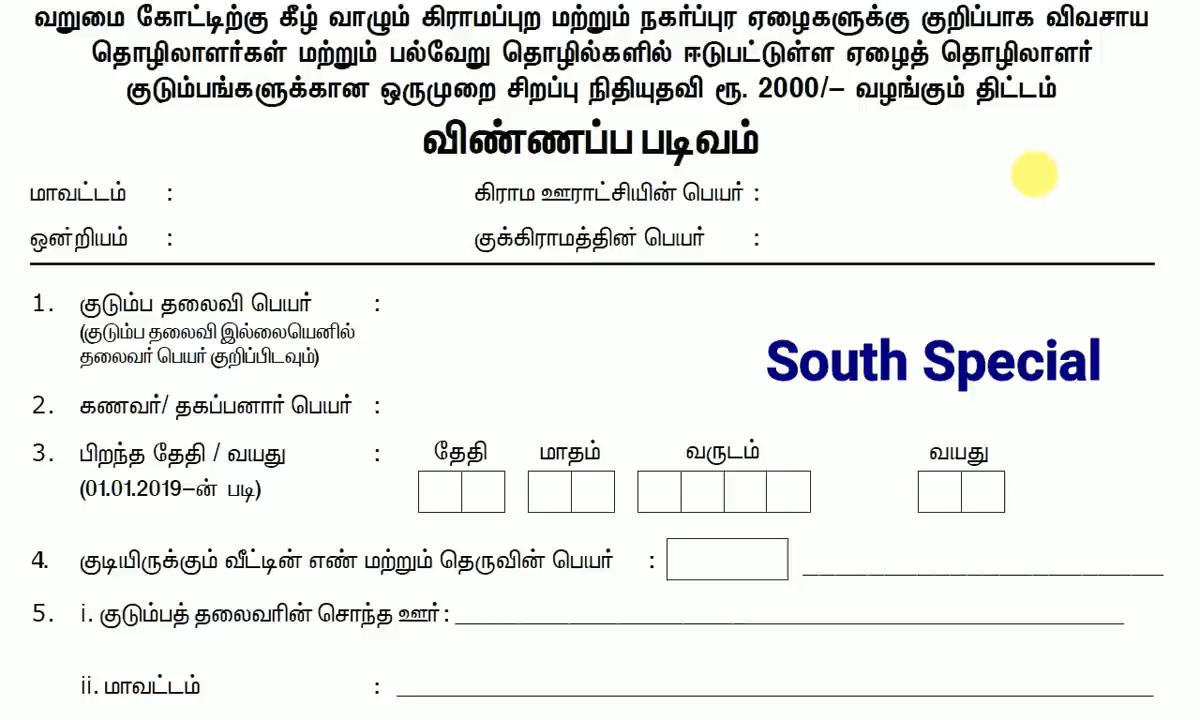 வறுமை கோட்டிற்கு கீழ் வாழும் கிராமப்புற மற்றும் நகர்ப்புர ஏழைகளுக்கு குறிப்பாக விவசாய
தொழிலாளர்கள் மற்றும் பல்வேறு தொழில்களில் ஈடுபட்டுள்ள ஏழைத் தொழிலாளர்
குடும்பங்களுக்கான ஒருமுறை சிறப்பு நிதியுதவி ரூ. 2000/– வழங்கும் திட்டம்
விண்ணப்ப படிவம்
மாவட்டம் : கிராம ஊராட்சியின் பெயர் :
ஒன்றியம் : குக்கிராமத்தின் பெயர் :
1. குடும்ப தலைவி பெயர் :
(குடும்ப தலைவி இல்லையெனில்
தலைவர் பெயர் குறிப்பிடவும்)
South Special
2. கணவர்/ தகப்பனார் பெயர் :
3. பிறந்த தேதி / வயது : தேதி மாதம் வருடம் வயது
(01.01.2019–ன் படி)
4. குடியிருக்கும் வீட்டின் எண் மற்றும் தெருவின் பெயர் :
5. i. குடும்பத் தலைவரின் சொந்த ஊர் :
ii. மாவட்டம் :